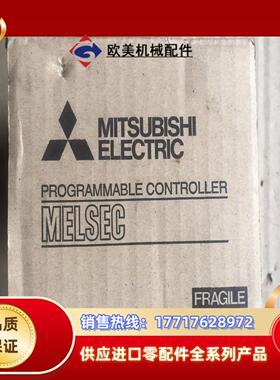 欧美机械配件
MITSUBISHI
ELECTRIC
PROGRAMMABLE CONTROLLER
MELSEC
FRAGILE
品质
保证
销售热线：17717628972
供应进口零配件全系列产品